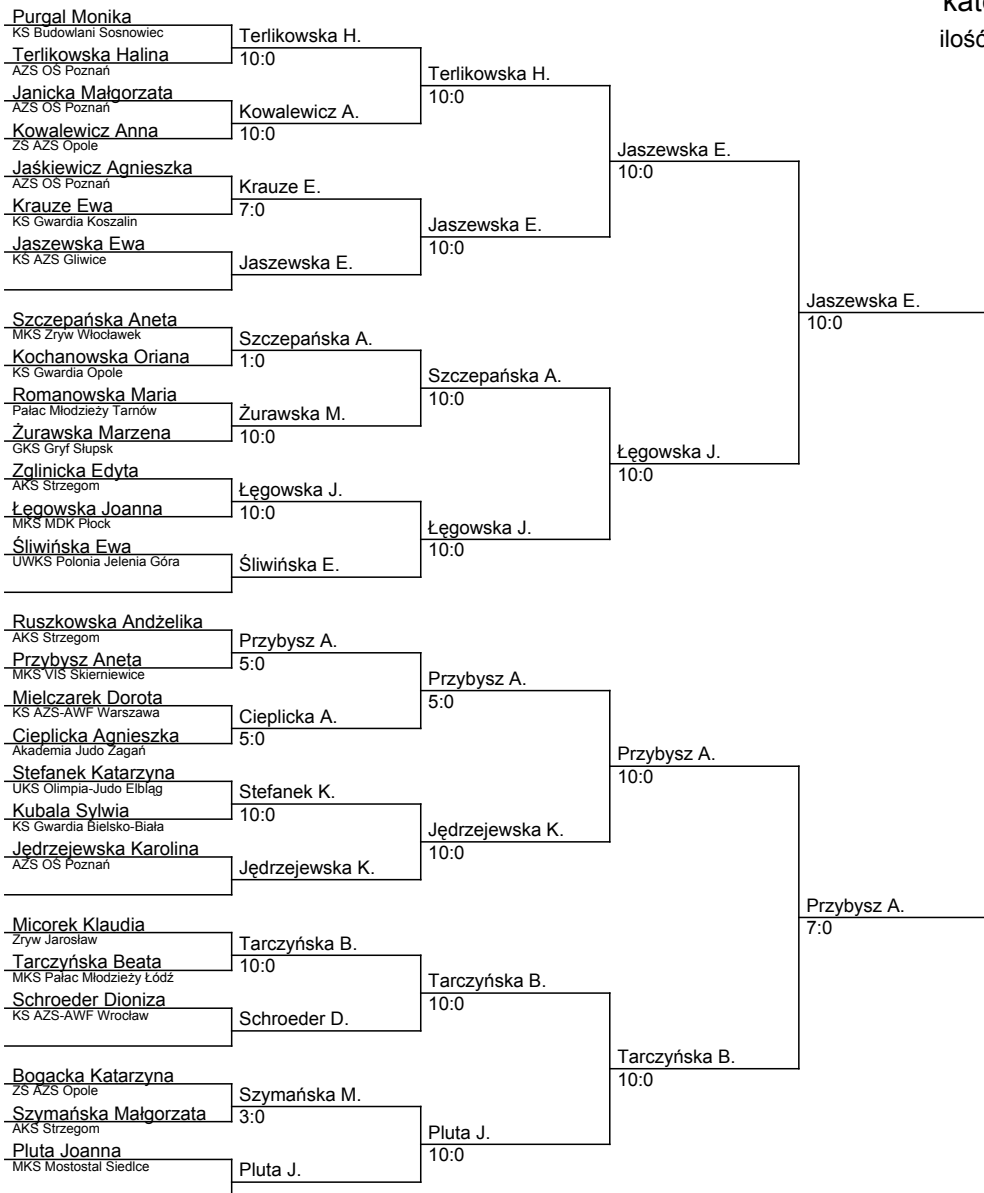 Purgal Monika
KS Budowlani Sosnowiec
Terlikowska Halina
AZS OŚ Poznań
Janicka Małgorzata
AZS OŚ Poznań
Kowalewicz Anna
ZS AZS Opole
Jaśkiewicz Agnieszka
AZS OŚ Poznań
Krauze Ewa
KS Gwardia Koszalin
Jaszewska Ewa
KŚ AZS Gliwice
Szczepańska Aneta
MKS Zryw Włocławek
Kochanowska Oriana
KS Gwardia Opole
Romanowska Maria
Pałac Młodzieży Tarnów
Żurawska Marzena
GKS Gryf Słupsk
Zglinicka Edyta
AKS Strzegom
Łęgowska Joanna
MKS MDK Płock
Śliwińska Ewa
UWKS Polonia Jelenia Góra
Ruszkowska Andżelika
AKS Strzegom
Przybysz Aneta
MKS VIS Skierniewice
Mielczarek Dorota
KS AZS-AWF Warszawa
Cieplicka Agnieszka
Akademia Judo Żagań
Stefanek Katarzyna
UKS Olimpia-Judo Elbląg
Kubala Sylwia
KS Gwardia Bielsko-Biała
Jędrzejewska Karolina
AZS OŚ Poznań
Micorek Klaudia
Zryw Jarosław
Tarczyńska Beata
MKS Pałac Młodzieży Łódź
Schroeder Dioniza
KS AZS-AWF Wrocław
Bogacka Katarzyna
ZS AZS Opole
Szymańska Małgorzata
AKS Strzegom
Pluta Joanna
MKS Mostostal Siedlce
Terlikowska H.
10:0
Kowalewicz A.
10:0
Krauze E.
7:0
Jaszewska E.
Szczepańska A.
1:0
Żurawska M.
10:0
Łęgowska J.
10:0
Śliwińska E.
Przybysz A.
5:0
Cieplicka A.
5:0
Stefanek K.
10:0
Jędrzejewska K.
Tarczyńska B.
10:0
Schroeder D.
Szymańska M.
3:0
Pluta J.
Terlikowska H.
10:0
Jaszewska E.
10:0
Szczepańska A.
10:0
Łęgowska J.
10:0
Przybysz A.
5:0
Jędrzejewska K.
10:0
Tarczyńska B.
10:0
Pluta J.
10:0
Jaszewska E.
10:0
Łęgowska J.
10:0
Przybysz A.
10:0
Tarczyńska B.
10:0
Jaszewska E.
10:0
Przybysz A.
7:0
ilość